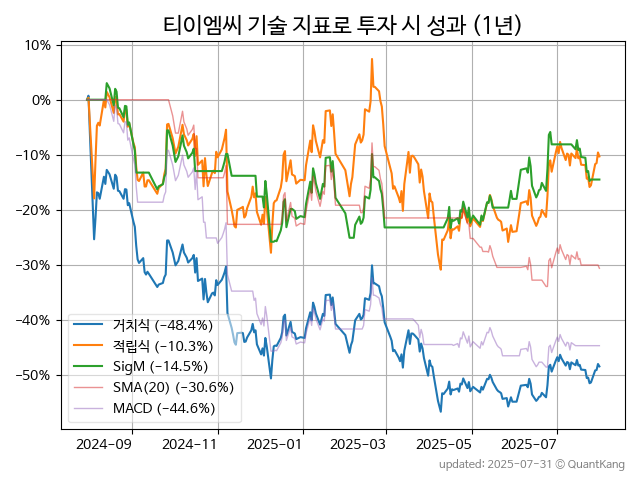 티이엠씨 기술 지표로 투자 시 성과 (1년)
10%
0%
−10%
−20%
−30%
−40%
−50%
거치식 (−48.4%)
적립식 (−10.3%)
SigM (−14.5%)
SMA(20) (−30.6%)
MACD (−44.6%)
2024−09
2024−11
2025−01
2025−03
2025−05
2025−07
updated: 2025-07-31 © QuantKang